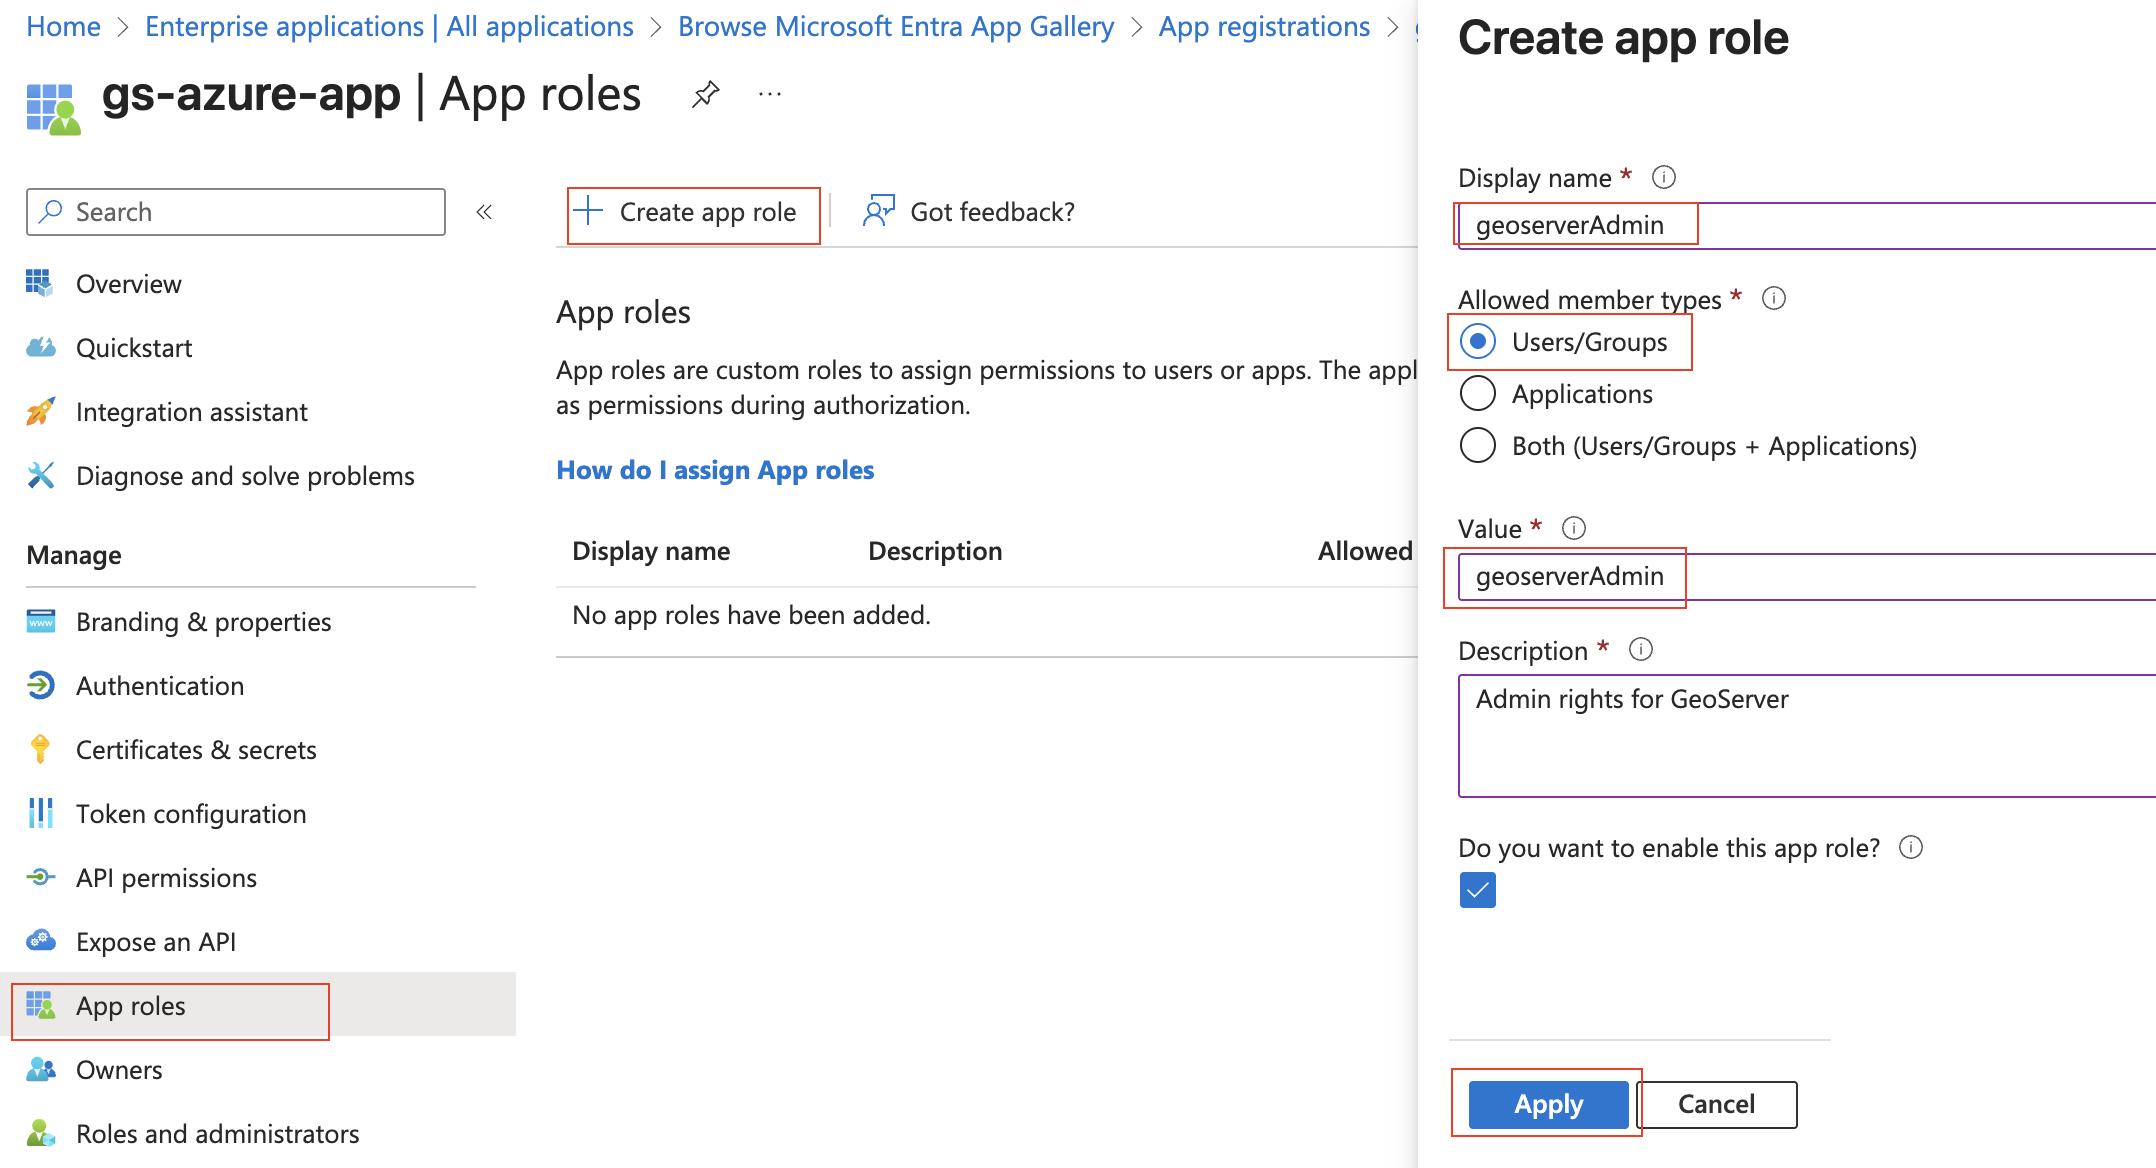 Home > Enterprise applications | All applications > Browse Microsoft Entra App Gallery > App registrations >
gs-azure-app | App roles
Search
Overview
Quickstart
Integration assistant
Diagnose and solve problems
Manage
Branding & properties
Authentication
Certificates & secrets
Token configuration
API permissions
Expose an API
App roles
Owners
Roles and administrators
Create app role
Got feedback?
App roles
App roles are custom roles to assign permissions to users or apps. The appl
as permissions during authorization.
How do I assign App roles
Display name Description Allowed
No app roles have been added.
Create app role
Display name *
geoserverAdmin
Allowed member types *
Users/Groups
Applications
Both (Users/Groups + Applications)
Value *
geoserverAdmin
Description *
Admin rights for GeoServer
Do you want to enable this app role?
Apply Cancel